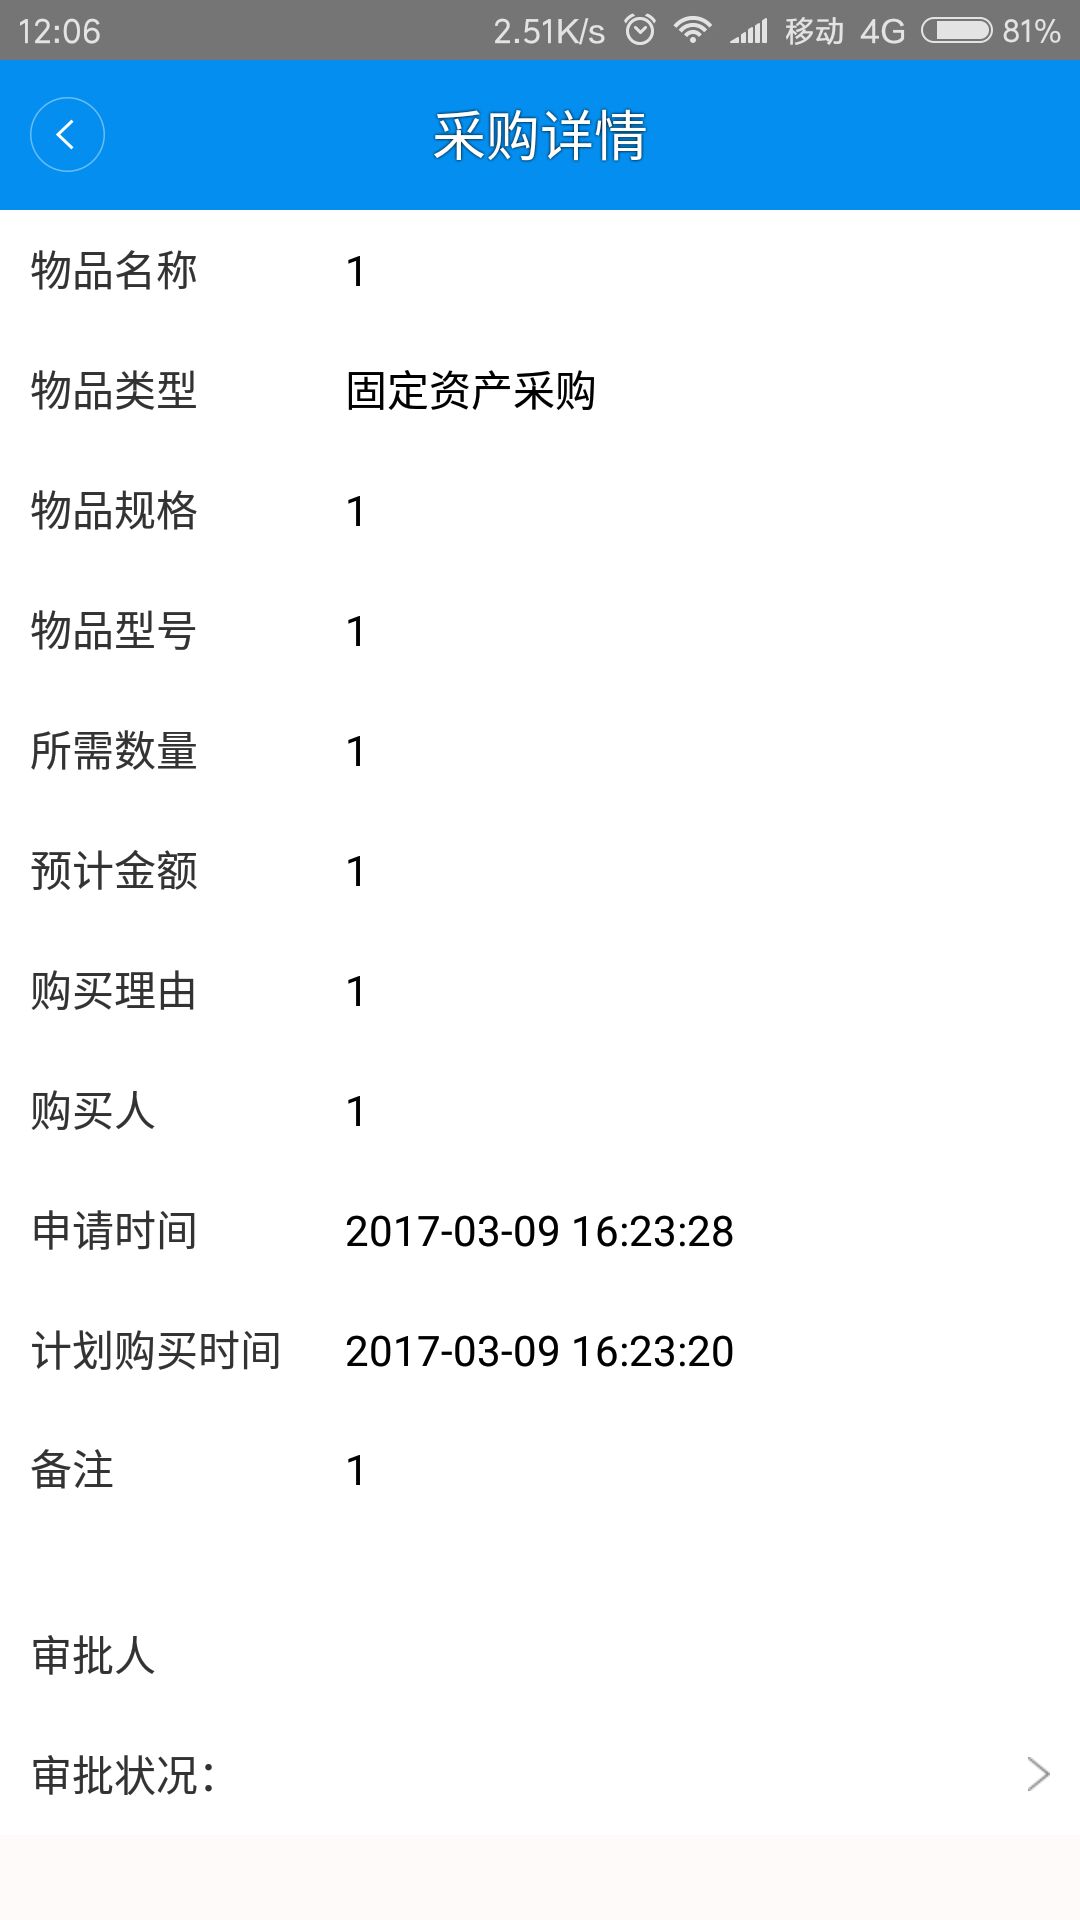 12:06 2.51K/s 移动 4G 81%
采购详情
物品名称 1
物品类型 固定资产采购
物品规格 1
物品型号 1
所需数量 1
预计金额 1
购买理由 1
购买人 1
申请时间 2017-03-09 16:23:28
计划购买时间 2017-03-09 16:23:20
备注 1
审批人
审批状况: